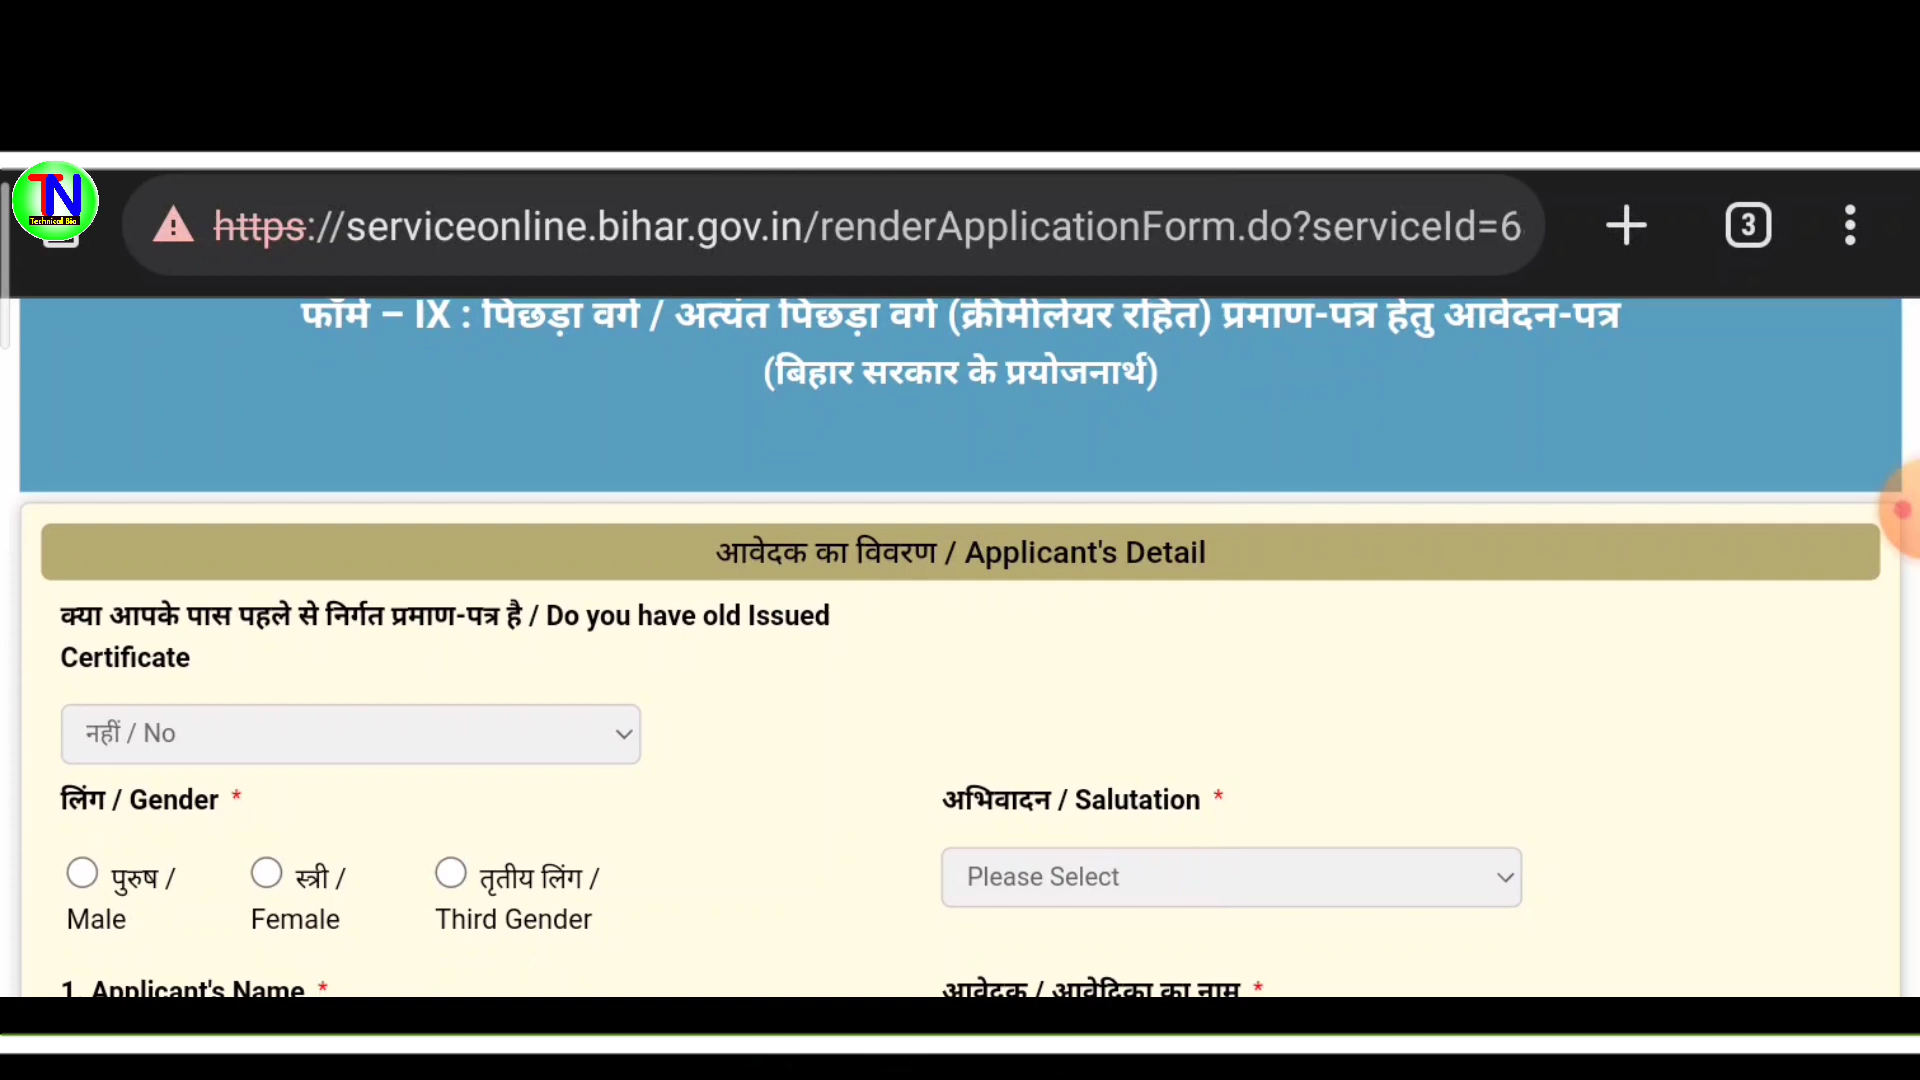 TN
Technical Bia
https://serviceonline.bihar.gov.in/renderApplicationForm.do?serviceId=6
3
फॉर्म – IX : पिछड़ा वर्ग / अत्यंत पिछड़ा वर्ग (क्रीमीलेयर रहित) प्रमाण-पत्र हेतु आवेदन-पत्र
(बिहार सरकार के प्रयोजनार्थ)
आवेदक का विवरण / Applicant's Detail
क्या आपके पास पहले से निर्गत प्रमाण-पत्र है / Do you have old Issued
Certificate
नहीं / No
लिंग / Gender *
अभिवादन / Salutation *
पुरुष / स्त्री / तृतीय लिंग /
Male Female Third Gender
Please Select
1. Applicant's Name *
आवेदक / आवेदिका का नाम *